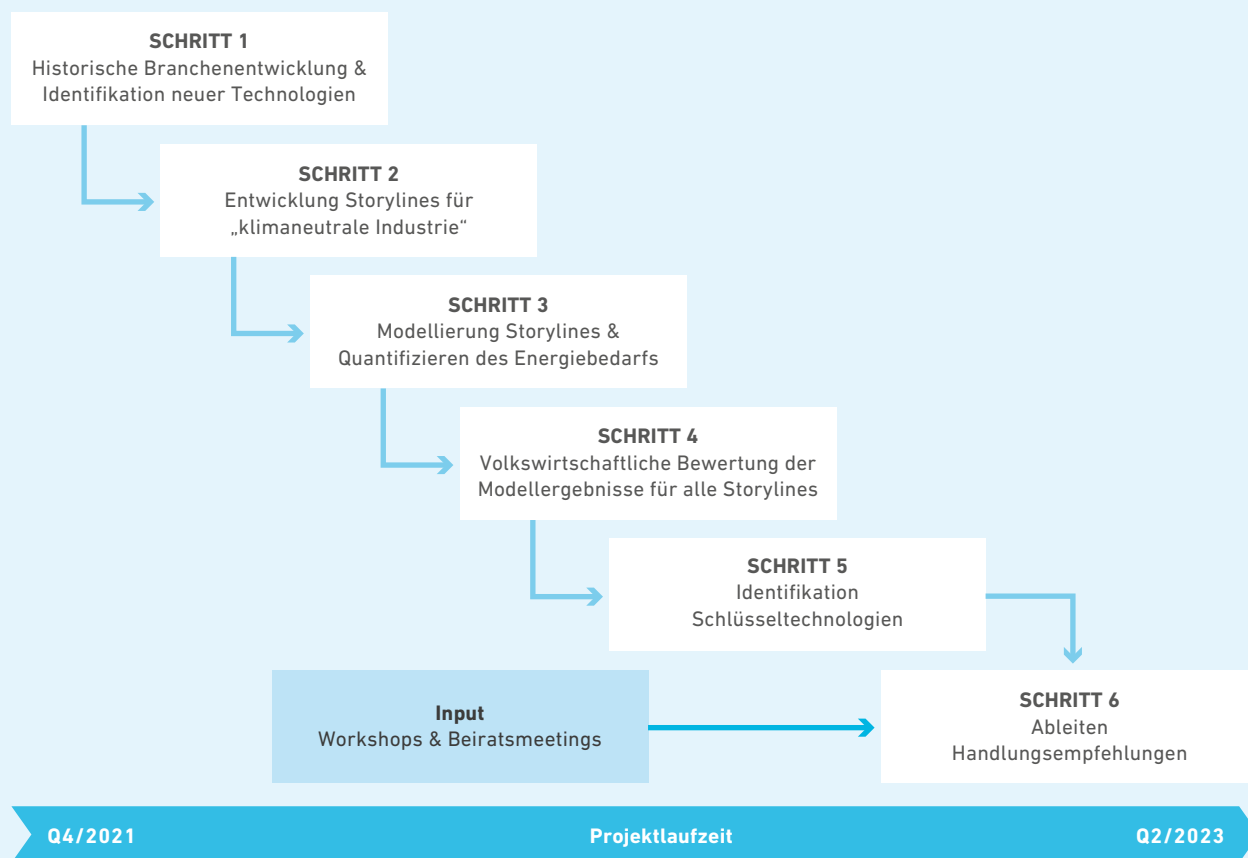 SCHRITT 1
Historische Branchenentwicklung &
Identifikation neuer Technologien
SCHRITT 2
Entwicklung Storylines für
„klimaneutrale Industrie“
SCHRITT 3
Modellierung Storylines &
Quantifizieren des Energiebedarfs
SCHRITT 4
Volkswirtschaftliche Bewertung der
Modellergebnisse für alle Storylines
SCHRITT 5
Identifikation
Schlüsseltechnologien
Input
Workshops & Beiratsmeetings
SCHRITT 6
Ableiten
Handlungsempfehlungen
Q4/2021 Projektlaufzeit Q2/2023